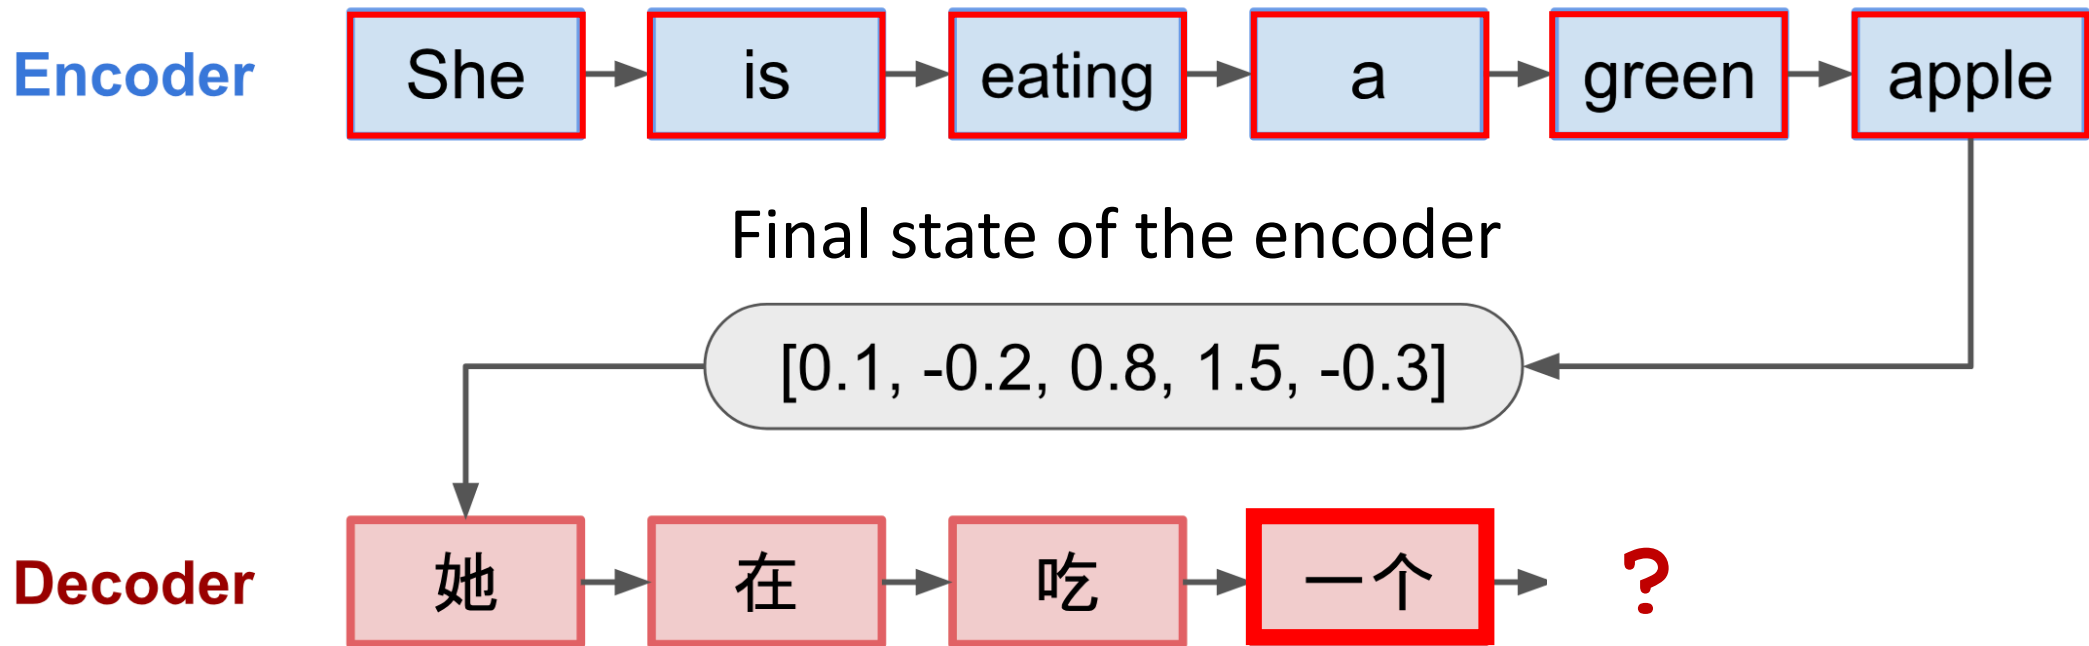 Encoder She is eating a green apple
Final state of the encoder
[0.1, -0.2, 0.8, 1.5, -0.3]
Decoder 她 在 吃 一个 ?